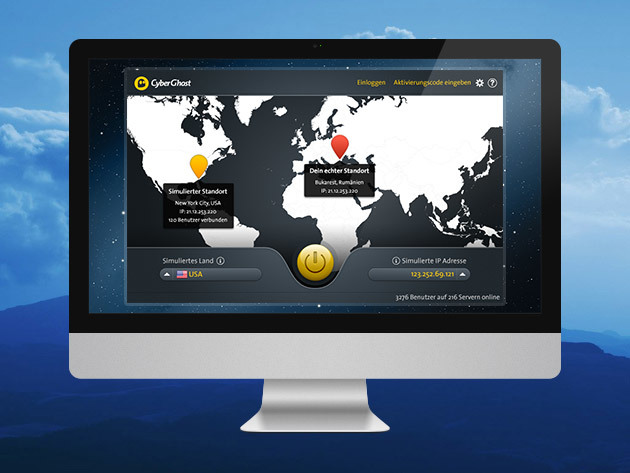 CyberGhost
Einloggen
Aktivierungscode eingeben
Dein echter Standort
Bukarest, Rumänien
IP: 21.12.253.220
Simulierter Standort
New York City, USA
IP: 21.12.253.220
120 Benutzer verbunden
Simuliertes Land
USA
Simulierte IP Adresse
123.252.69.121
3276 Benutzer auf 216 Servern online